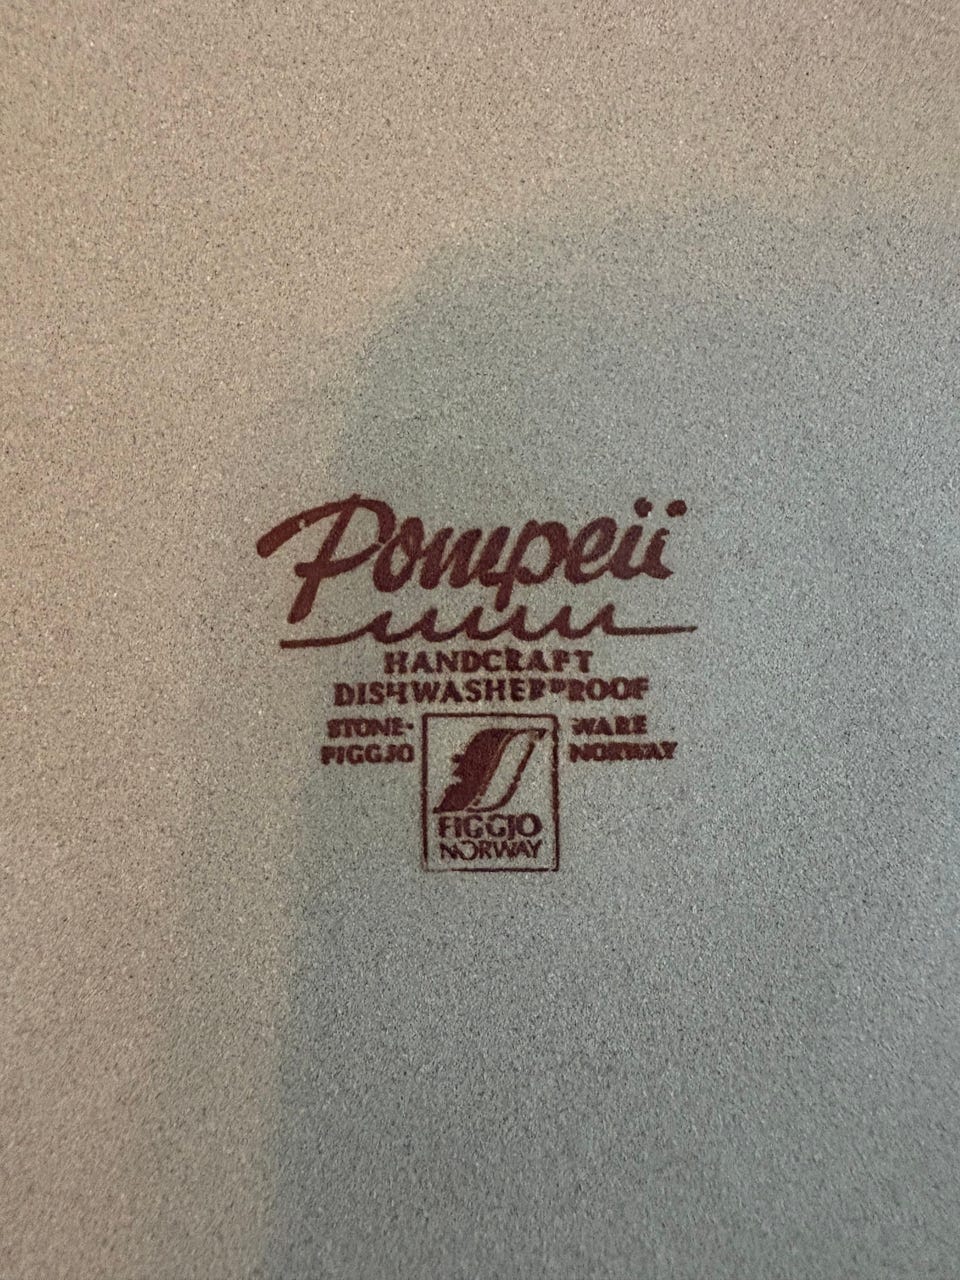 Pompeii
HANDCRAFT
DISHWASHERPROOF
STONE- WARE
FIGGJO NORWAY
FIGGJO
NORWAY